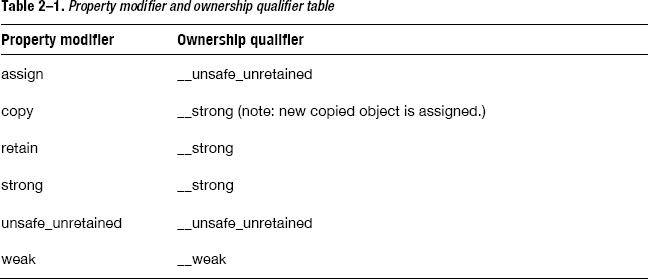 Table 2–1. Property modifier and ownership qualifier table
Property modifier Ownership qualifier
assign __unsafe_unretained
copy __strong (note: new copied object is assigned.)
retain __strong
strong __strong
unsafe_unretained __unsafe_unretained
weak __weak